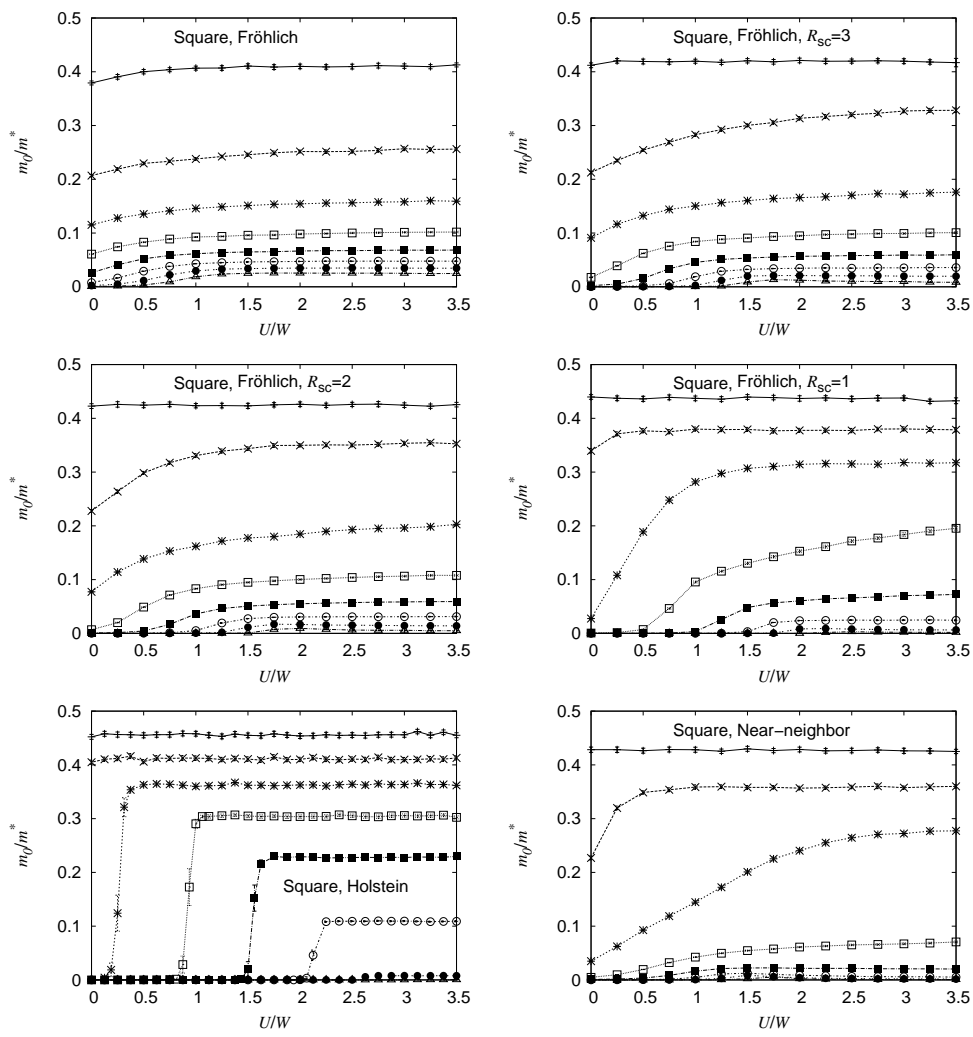 Square, Fröhlich
m0/m*
0.5
0.4
0.3
0.2
0.1
0
0 0.5 1 1.5 2 2.5 3 3.5
U/W
Square, Fröhlich, Rsc=3
m0/m*
0.5
0.4
0.3
0.2
0.1
0
0 0.5 1 1.5 2 2.5 3 3.5
U/W
Square, Fröhlich, Rsc=2
m0/m*
0.5
0.4
0.3
0.2
0.1
0
0 0.5 1 1.5 2 2.5 3 3.5
U/W
Square, Fröhlich, Rsc=1
m0/m*
0.5
0.4
0.3
0.2
0.1
0
0 0.5 1 1.5 2 2.5 3 3.5
U/W
Square, Holstein
m0/m*
0.5
0.4
0.3
0.2
0.1
0
0 0.5 1 1.5 2 2.5 3 3.5
U/W
Square, Near−neighbor
m0/m*
0.5
0.4
0.3
0.2
0.1
0
0 0.5 1 1.5 2 2.5 3 3.5
U/W